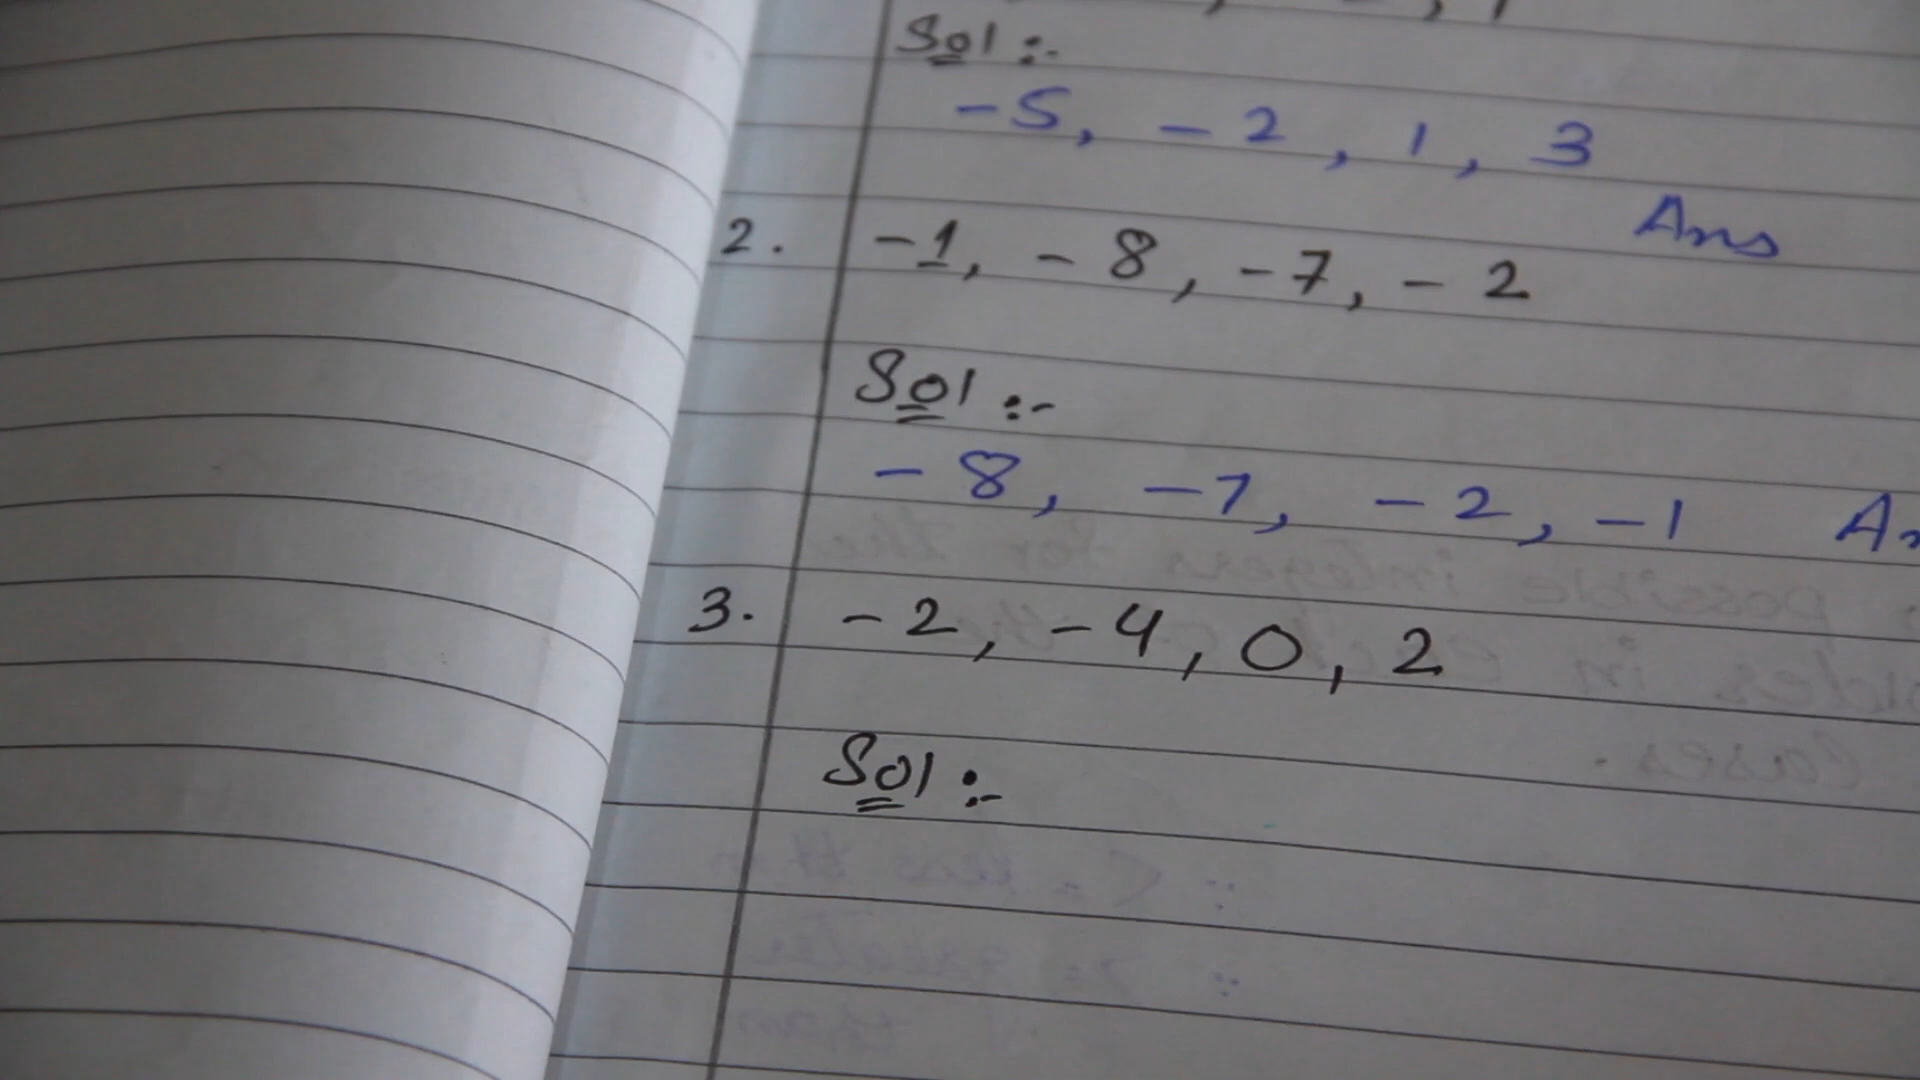 Sol :-
-5, -2, 1, 3
Ans
2. -1, -8, -7, -2
Sol :-
-8, -7, -2, -1
3. -2, -4, 0, 2
Sol :-